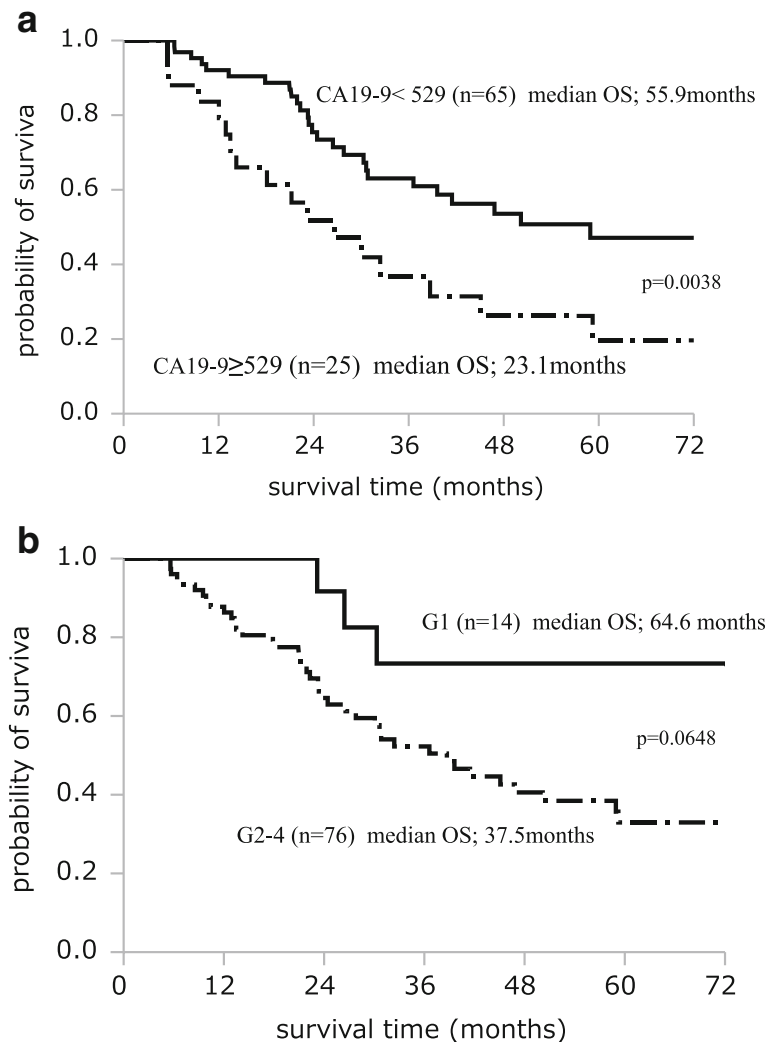 a
1.0
0.8
0.6
0.4
0.2
0.0
probability of surviva
CA19-9< 529 (n=65) median OS; 55.9months
p=0.0038
CA19-9≥529 (n=25) median OS; 23.1months
0 12 24 36 48 60 72
survival time (months)
b
1.0
0.8
0.6
0.4
0.2
0.0
probability of surviva
G1 (n=14) median OS; 64.6 months
p=0.0648
G2-4 (n=76) median OS; 37.5months
0 12 24 36 48 60 72
survival time (months)